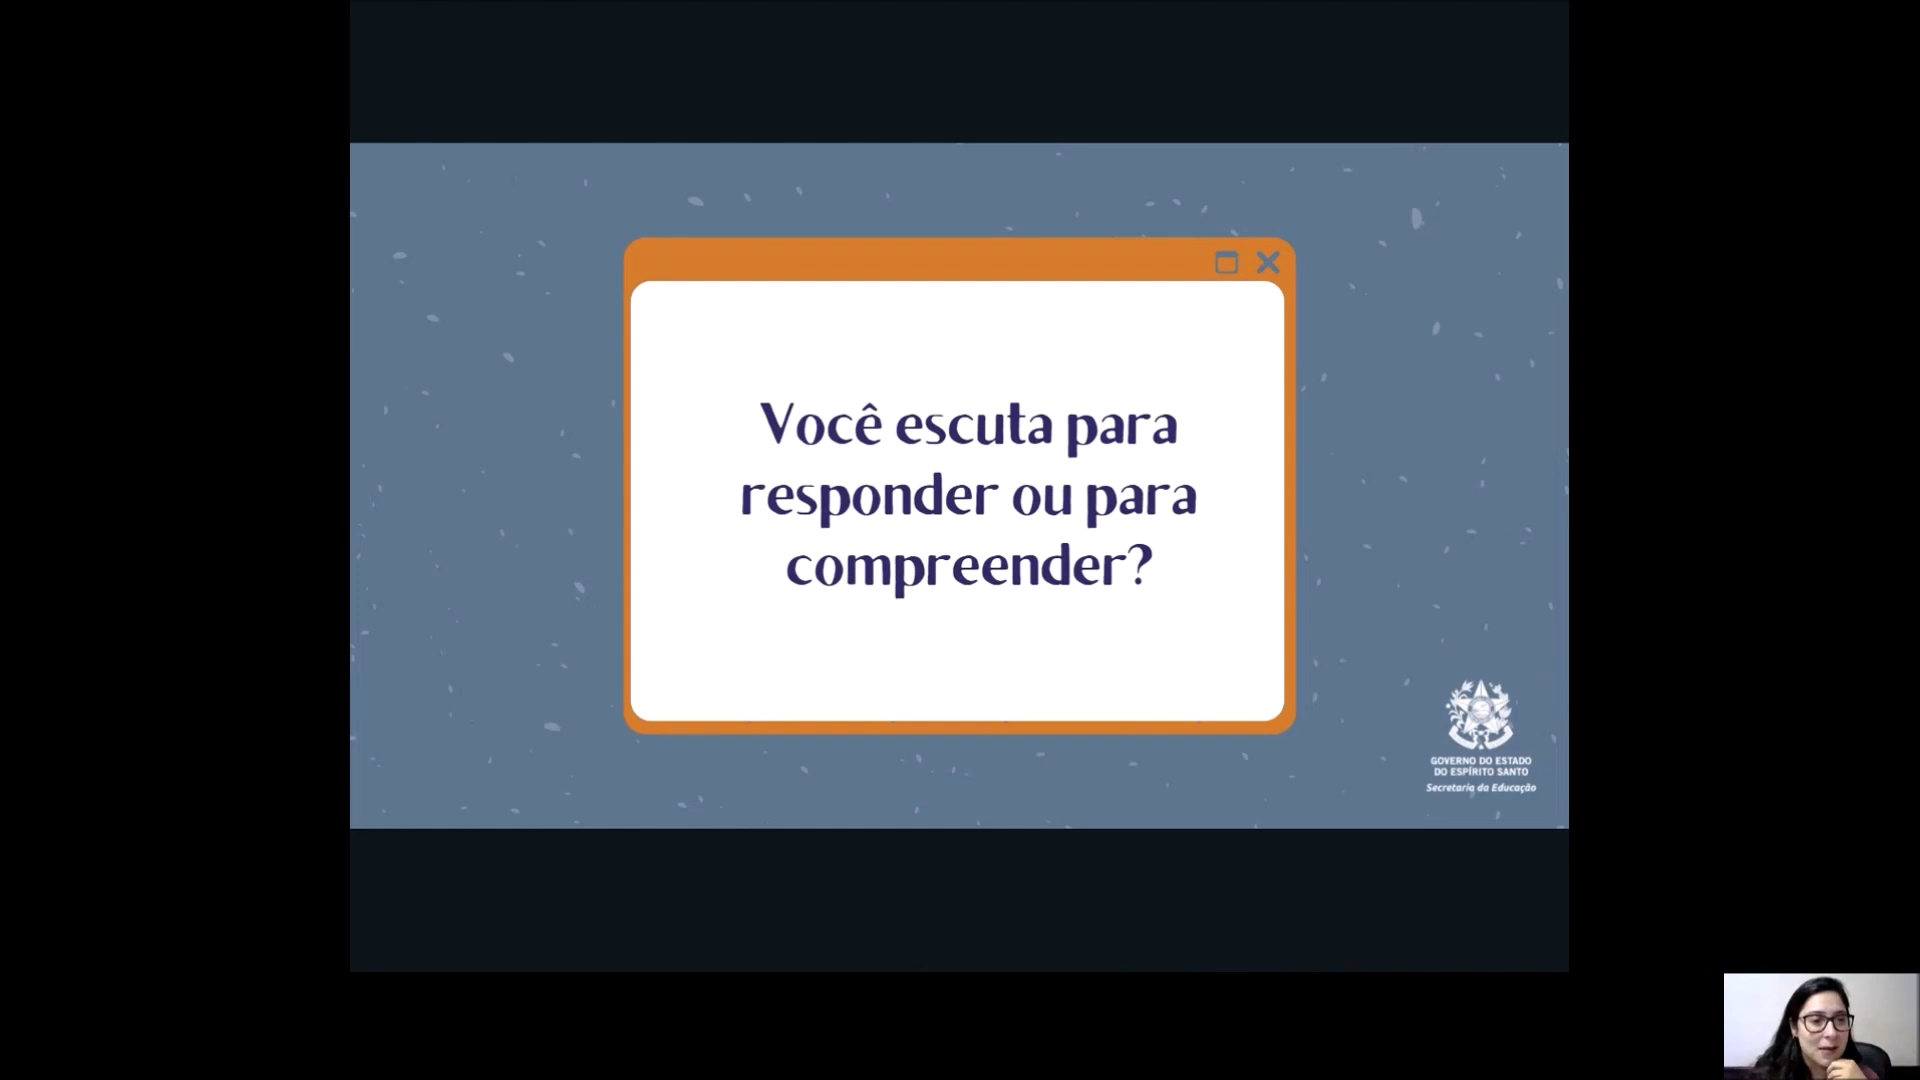 Você escuta para
responder ou para
compreender?
GOVERNO DO ESTADO
DO ESPÍRITO SANTO
Secretaria da Educação